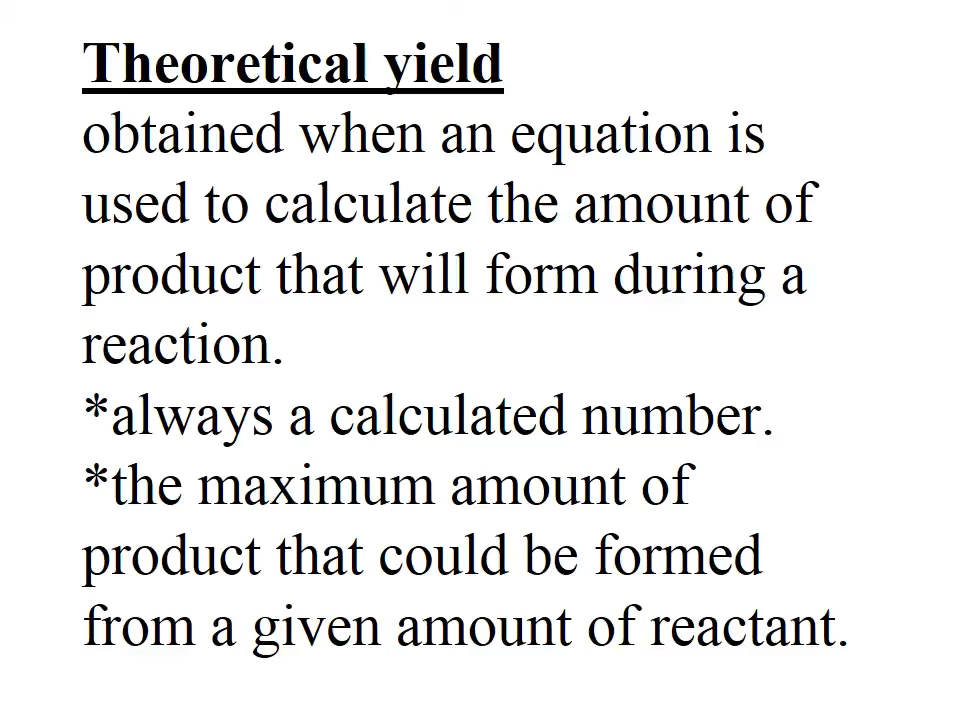 Theoretical yield
obtained when an equation is
used to calculate the amount of
product that will form during a
reaction.
*always a calculated number.
*the maximum amount of
product that could be formed
from a given amount of reactant.